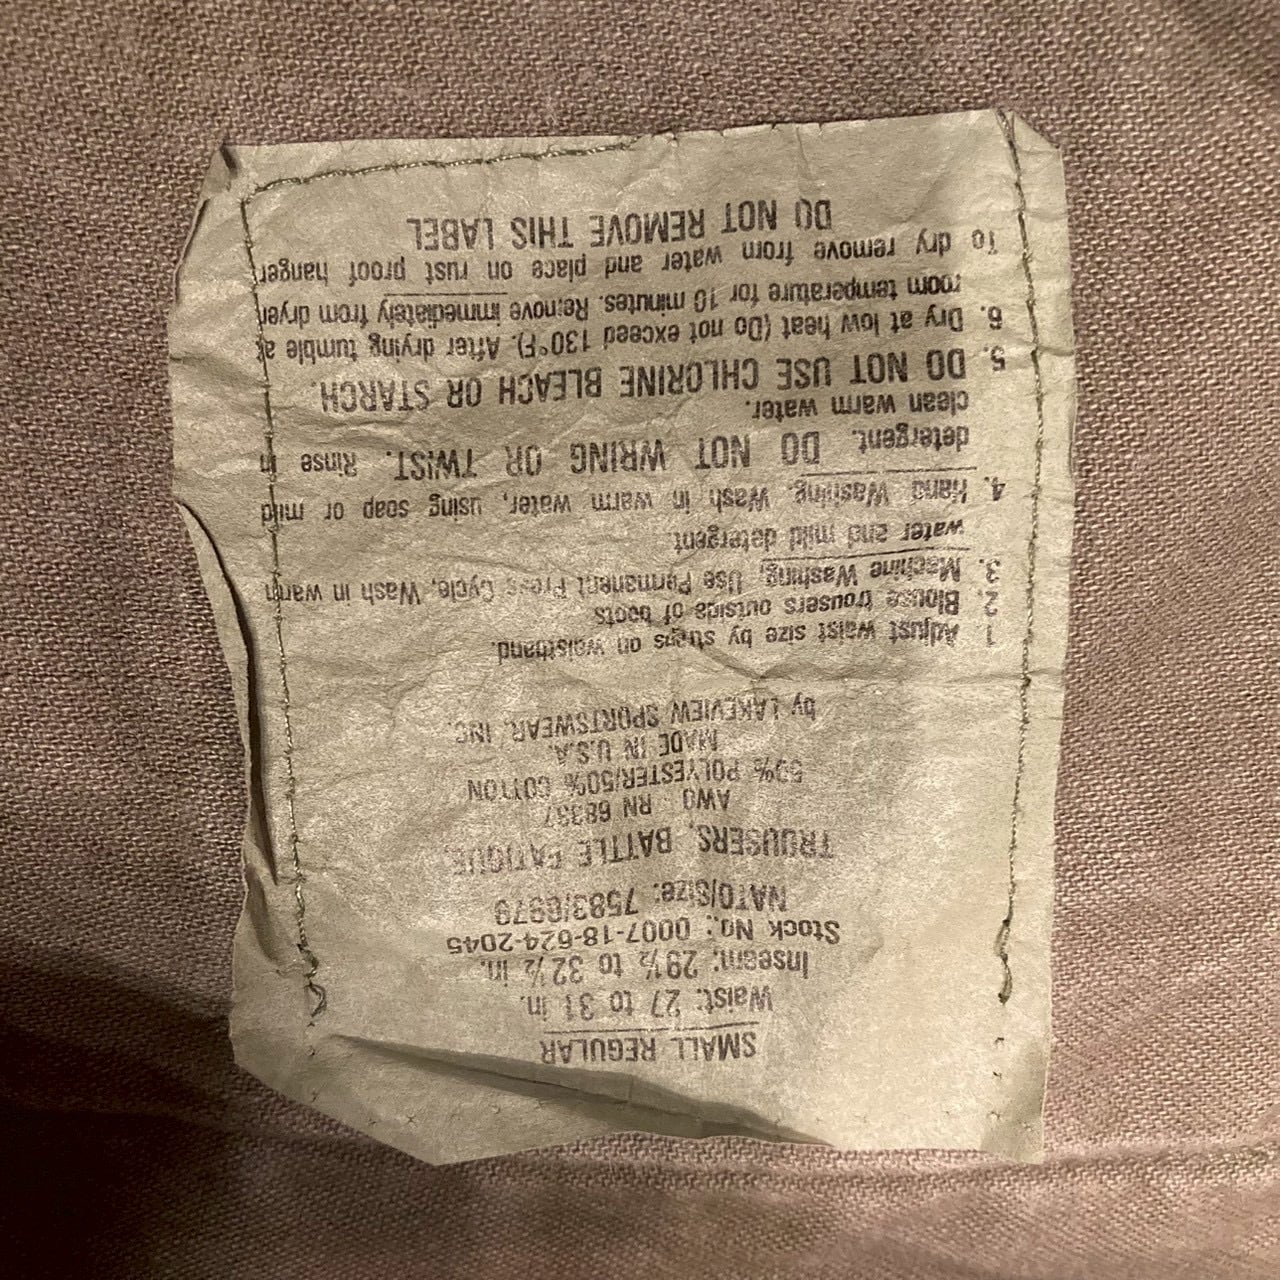 SMALL REGULAR
Waist: 27 to 31 in.
Inseam: 29½ to 32½ in.
Stock No.: 0007-18-624-2045
NATO/Size: 7583/6979
TROUSERS, BATTLE FATIGUE,
AWG RN 68337
50% POLYESTER/50% COTTON
MADE IN U.S.A.
by LAKEVIEW SPORTSWEAR, INC.
1 Adjust waist size by straps on waistband.
2. Blouse trousers outside of boots
3. Machine Washing. Use Permanent Press Cycle, Wash in warm
water and mild detergent.
4. Hand Washing. Wash in warm water, using soap or mild
detergent. DO NOT WRING OR TWIST. Rinse in
clean warm water.
5. DO NOT USE CHLORINE BLEACH OR STARCH.
6. Dry at low heat (Do not exceed 130°F). After drying tumble at
room temperature for 10 minutes. Remove immediately from dryer
To dry remove from water and place on rust proof hanger
DO NOT REMOVE THIS LABEL